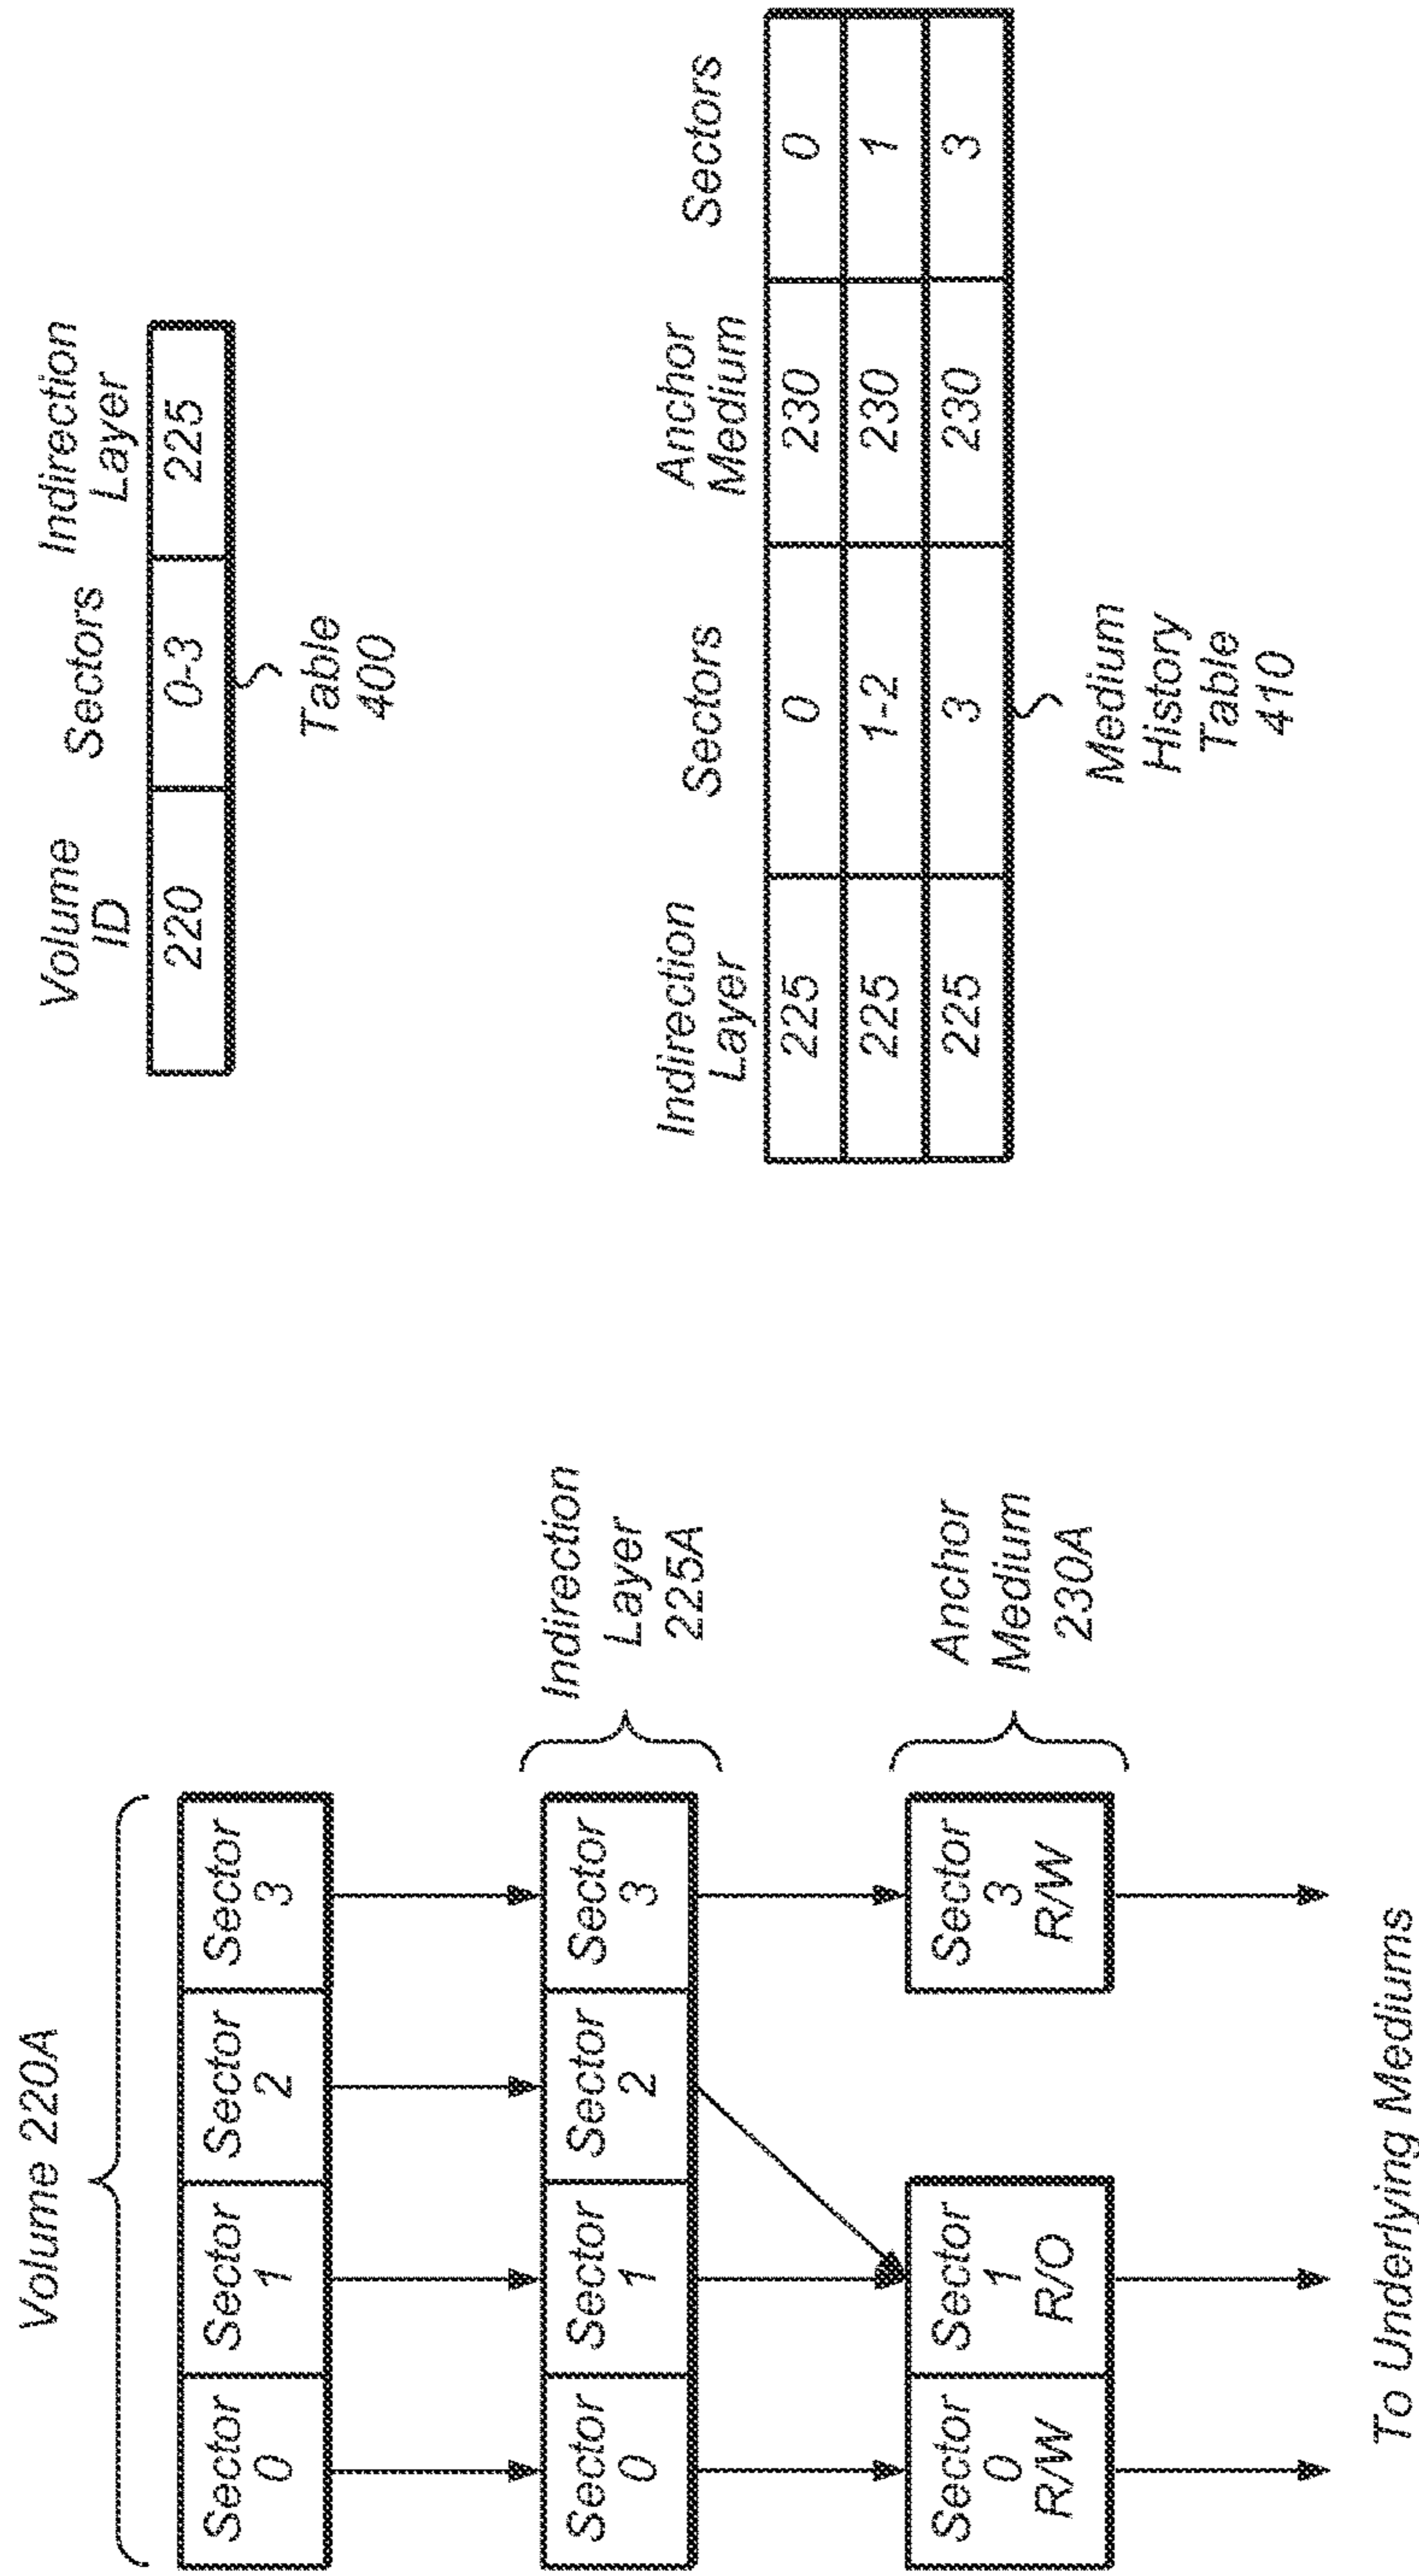 Volume 220A
Sector 0
Sector 1
Sector 2
Sector 3
Sector 0
Sector 1
Sector 2
Sector 3
Indirection
Layer
225A
Sector
0
R/W
Sector
1
R/O
Sector
3
R/W
Anchor
Medium
230A
To Underlying Mediums
Volume
ID
Sectors
Indirection
Layer
220 0-3 225
Table
400
Indirection
Layer
Sectors
Anchor
Medium
Sectors
225 0 230 0
225 1-2 230 1
225 3 230 3
Medium
History
Table
410